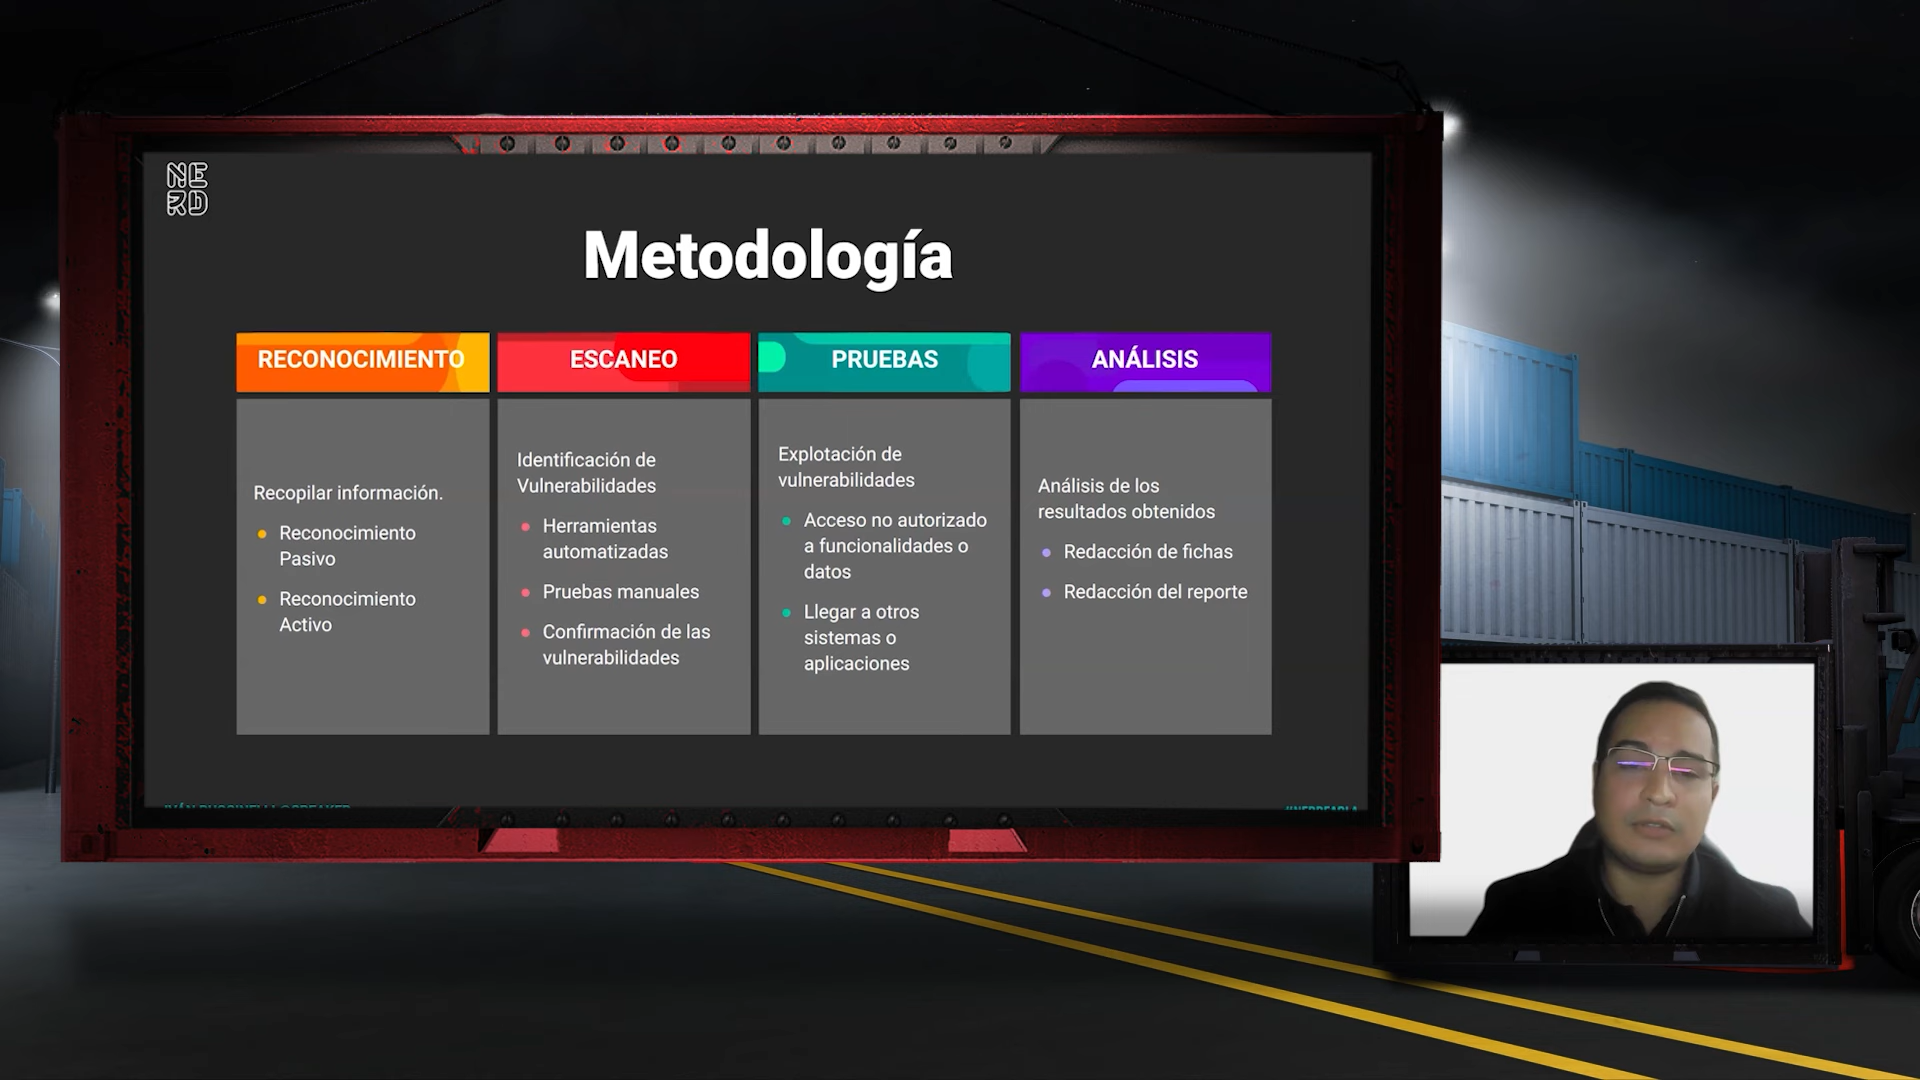 NE
RD
Metodología
RECONOCIMIENTO
Recopilar información.
Reconocimiento
Pasivo
Reconocimiento
Activo
ESCANEO
Identificación de
Vulnerabilidades
Herramientas
automatizadas
Pruebas manuales
Confirmación de las
vulnerabilidades
PRUEBAS
Explotación de
vulnerabilidades
Acceso no autorizado
a funcionalidades o
datos
Llegar a otros
sistemas o
aplicaciones
ANÁLISIS
Análisis de los
resultados obtenidos
Redacción de fichas
Redacción del reporte